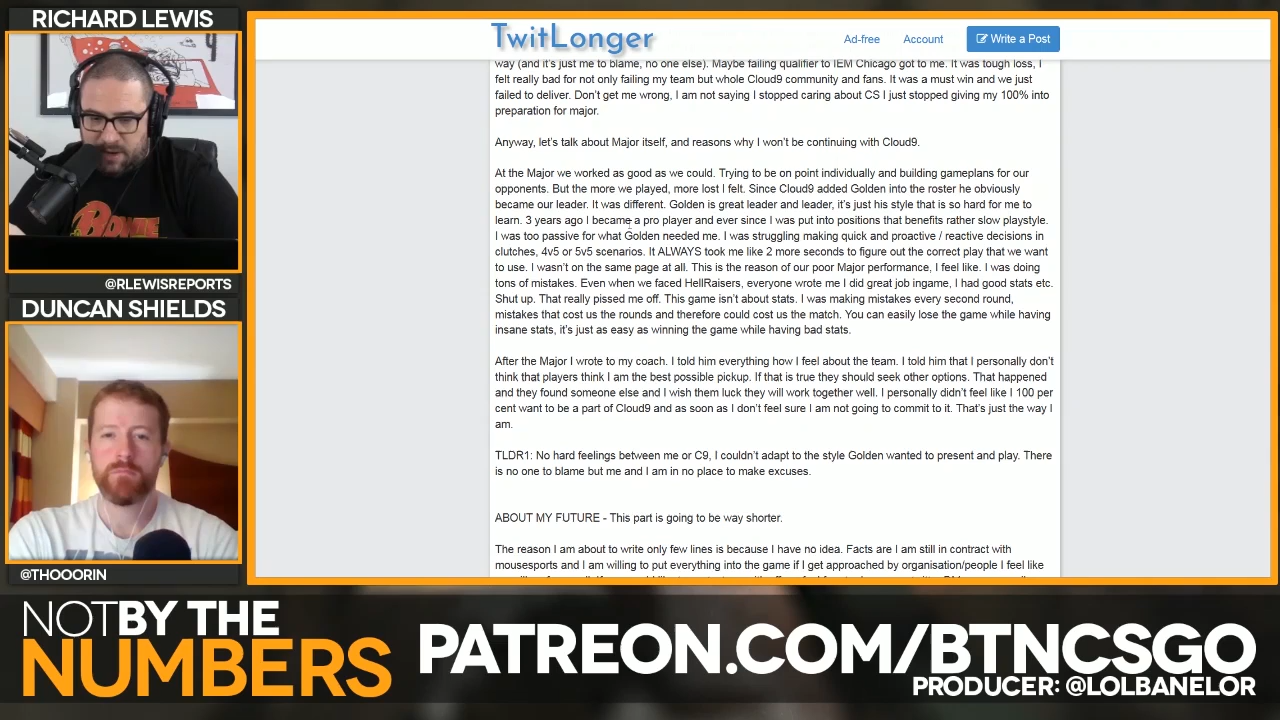 RICHARD LEWIS
@RLEWISREPORTS
DUNCAN SHIELDS
@THOOORIN
TwitLonger
Ad-free
Account
Write a Post
way (and it's just me to blame, no one else). Maybe failing qualifier to IEM Chicago got to me. It was tough loss, I
felt really bad for not only failing my team but whole Cloud9 community and fans. It was a must win and we just
failed to deliver. Don't get me wrong, I am not saying I stopped caring about CS I just stopped giving my 100% into
preparation for major.
Anyway, let's talk about Major itself, and reasons why I won't be continuing with Cloud9.
At the Major we worked as good as we could. Trying to be on point individually and building gameplans for our
opponents. But the more we played, more lost I felt. Since Cloud9 added Golden into the roster he obviously
became our leader. It was different. Golden is great leader and leader, it's just his style that is so hard for me to
learn. 3 years ago I became a pro player and ever since I was put into positions that benefits rather slow playstyle.
I was too passive for what Golden needed me. I was struggling making quick and proactive / reactive decisions in
clutches, 4v5 or 5v5 scenarios. It ALWAYS took me like 2 more seconds to figure out the correct play that we want
to use. I wasn't on the same page at all. This is the reason of our poor Major performance, I feel like. I was doing
tons of mistakes. Even when we faced HellRaisers, everyone wrote me I did great job ingame, I had good stats etc.
Shut up. That really pissed me off. This game isn't about stats. I was making mistakes every second round,
mistakes that cost us the rounds and therefore could cost us the match. You can easily lose the game while having
insane stats, it's just as easy as winning the game while having bad stats.
After the Major I wrote to my coach. I told him everything how I feel about the team. I told him that I personally don't
think that players think I am the best possible pickup. If that is true they should seek other options. That happened
and they found someone else and I wish them luck they will work together well. I personally didn't feel like I 100 per
cent want to be a part of Cloud9 and as soon as I don't feel sure I am not going to commit to it. That's just the way I
am.
TLDR1: No hard feelings between me or C9, I couldn't adapt to the style Golden wanted to present and play. There
is no one to blame but me and I am in no place to make excuses.
ABOUT MY FUTURE - This part is going to be way shorter.
The reason I am about to write only few lines is because I have no idea. Facts are I am still in contract with
mousesports and I am willing to put everything into the game if I get approached by organisation/people I feel like
NOT BY THE
NUMBERS
PATREON.COM/BTNCSGO
PRODUCER: @LOLBANELOR